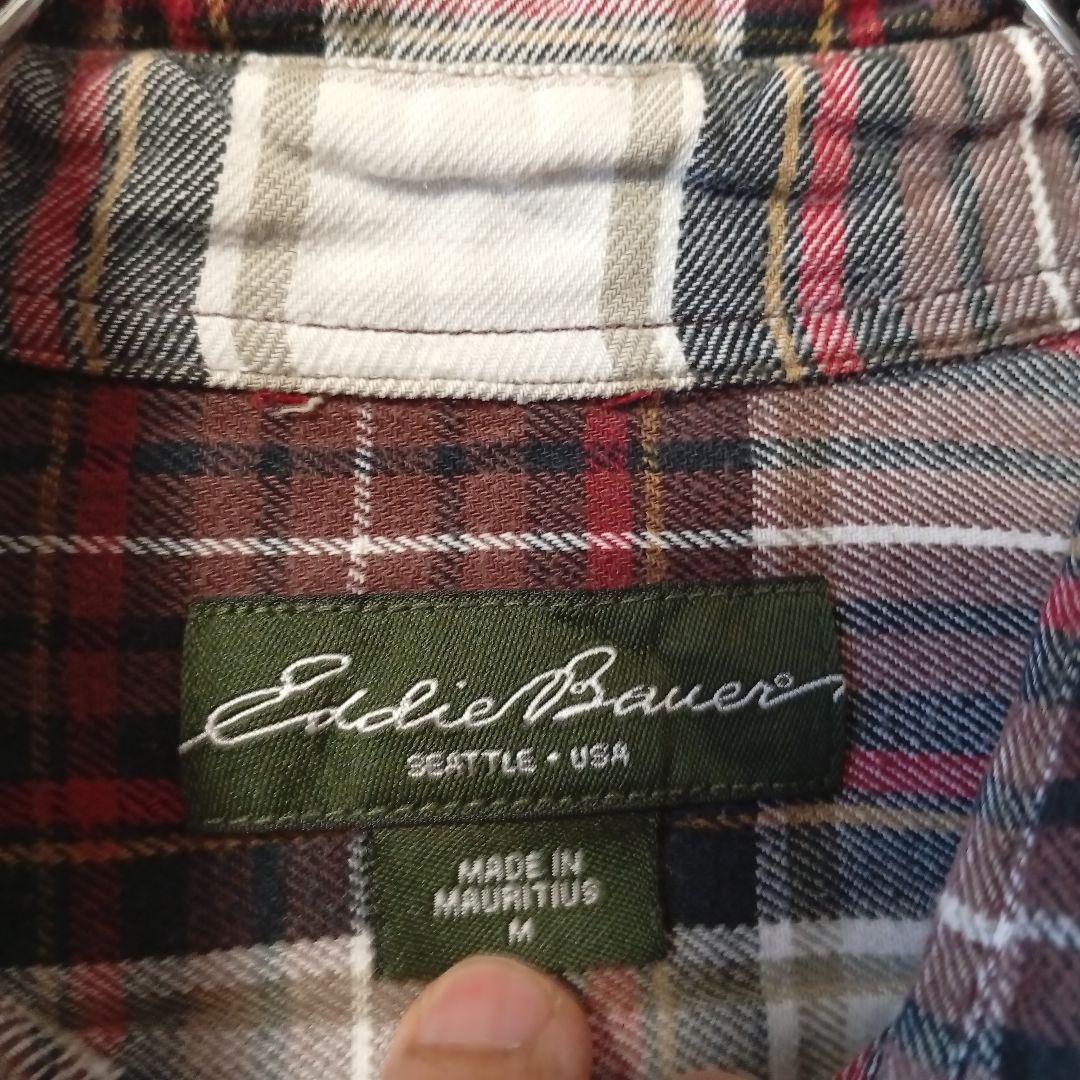 Eddie Bauer
SEATTLE · USA
MADE IN
MAURITIUS
M